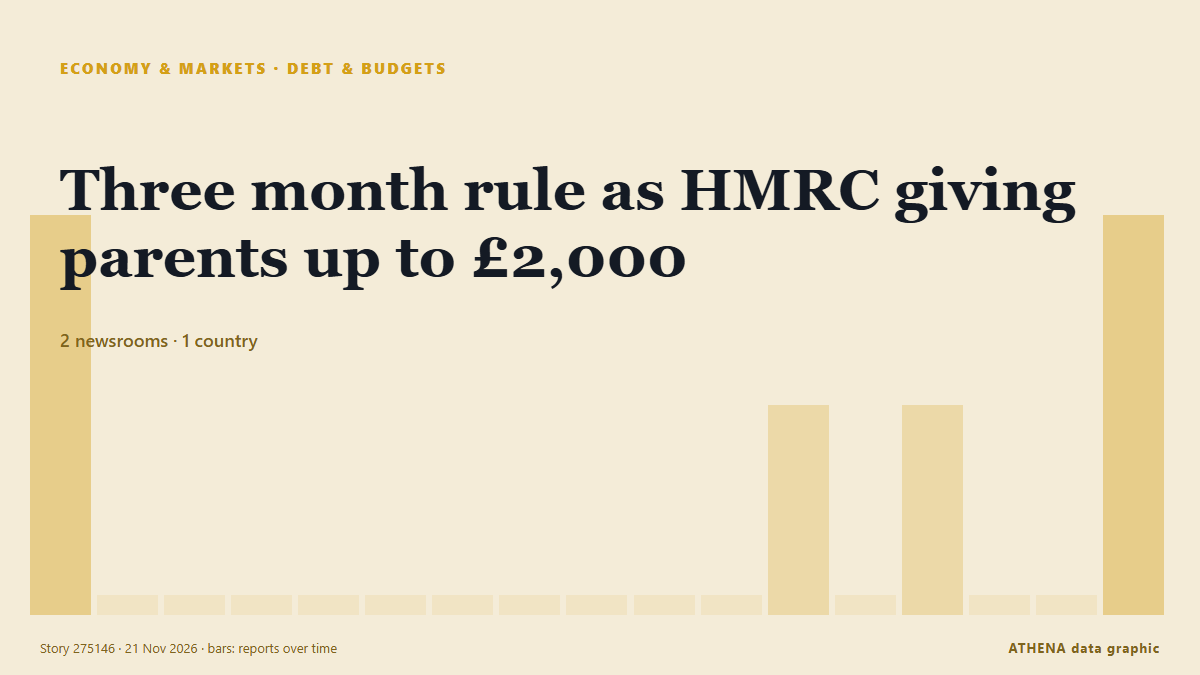 ECONOMY & MARKETS · DEBT & BUDGETS
Three month rule as HMRC giving
parents up to £2,000
2 newsrooms · 1 country
Story 275146 · 21 Nov 2026 · bars: reports over time
ATHENA data graphic